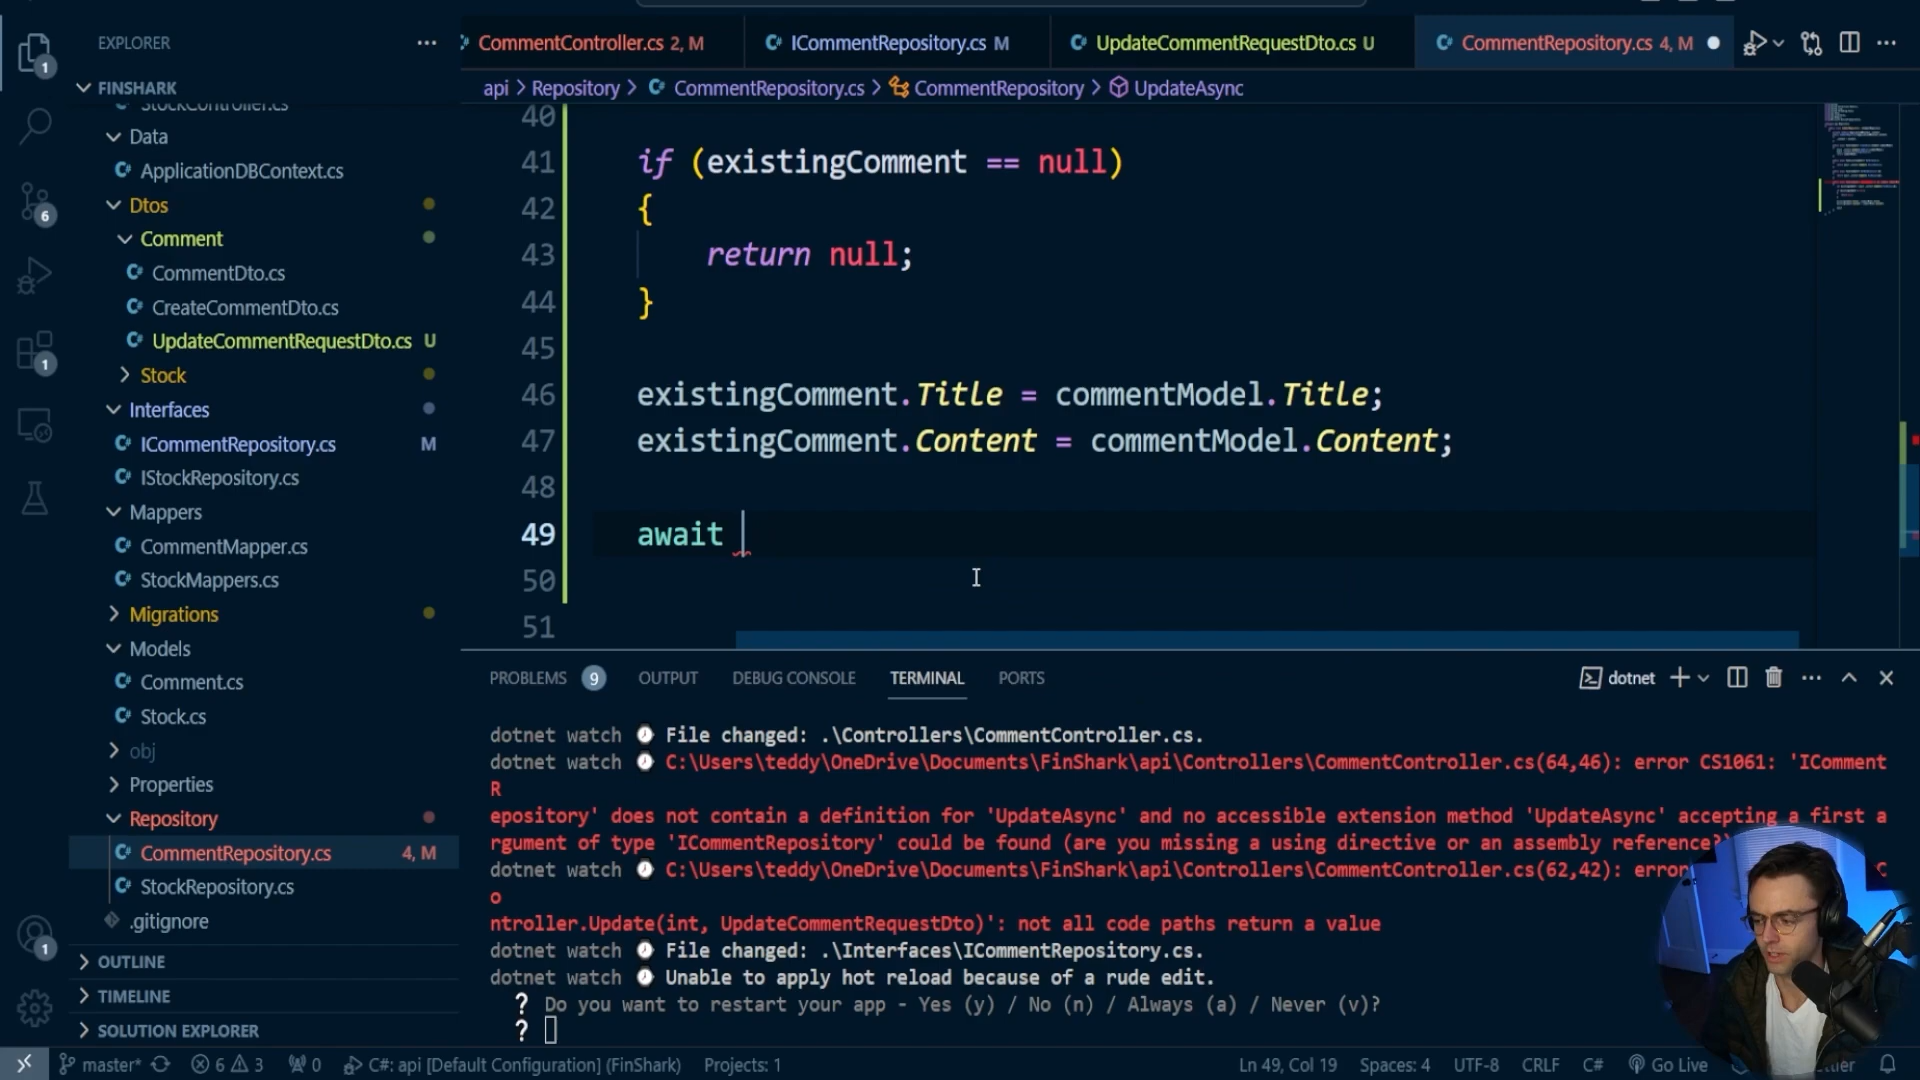 EXPLORER
FINSHARK
StockController.cs
Data
ApplicationDBContext.cs
Dtos
Comment
CommentDto.cs
CreateCommentDto.cs
UpdateCommentRequestDto.cs U
Stock
Interfaces
ICommentRepository.cs M
IStockRepository.cs
Mappers
CommentMapper.cs
StockMappers.cs
Migrations
Models
Comment.cs
Stock.cs
obj
Properties
Repository
CommentRepository.cs 4, M
StockRepository.cs
.gitignore
OUTLINE
TIMELINE
SOLUTION EXPLORER
1
6
1
1
CommentController.cs 2, M
ICommentRepository.cs M
UpdateCommentRequestDto.cs U
CommentRepository.cs 4, M
api > Repository > CommentRepository.cs > CommentRepository > UpdateAsync
40
41 if (existingComment == null)
42 {
43 return null;
44 }
45
46 existingComment.Title = commentModel.Title;
47 existingComment.Content = commentModel.Content;
48
49 await
50
51
PROBLEMS 9 OUTPUT DEBUG CONSOLE TERMINAL PORTS
dotnet
dotnet watch File changed: .\Controllers\CommentController.cs.
dotnet watch C:\Users\teddy\OneDrive\Documents\FinShark\api\Controllers\CommentController.cs(64,46): error CS1061: 'IComment
R
epository' does not contain a definition for 'UpdateAsync' and no accessible extension method 'UpdateAsync' accepting a first a
rgument of type 'ICommentRepository' could be found (are you missing a using directive or an assembly reference?)
dotnet watch C:\Users\teddy\OneDrive\Documents\FinShark\api\Controllers\CommentController.cs(62,42): error
o
ntroller.Update(int, UpdateCommentRequestDto)': not all code paths return a value
dotnet watch File changed: .\Interfaces\ICommentRepository.cs.
dotnet watch Unable to apply hot reload because of a rude edit.
? Do you want to restart your app - Yes (y) / No (n) / Always (a) / Never (v)?
?
master* 6 3 0 C#: api [Default Configuration] (FinShark) Projects: 1 Ln 49, Col 19 Spaces: 4 UTF-8 CRLF C# Go Live